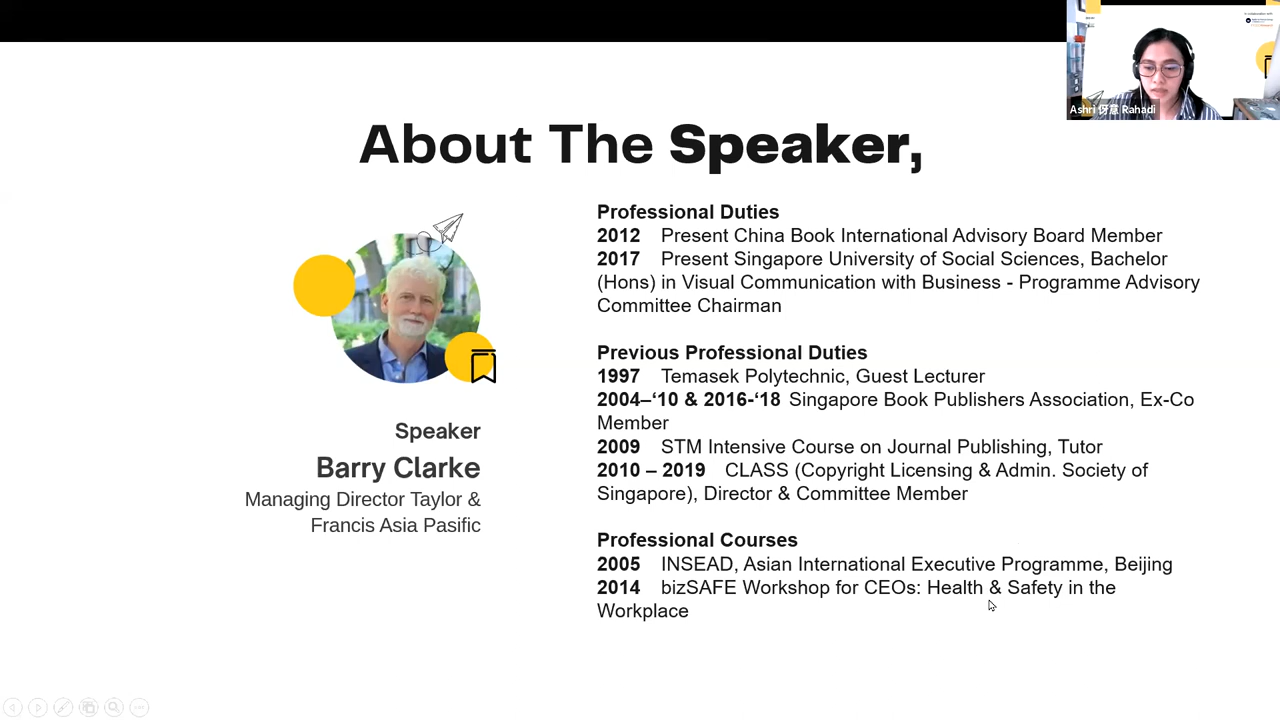 Ashri 伢意 Rahadi
About The Speaker,
Speaker
Barry Clarke
Managing Director Taylor &
Francis Asia Pasific
Professional Duties
2012 Present China Book International Advisory Board Member
2017 Present Singapore University of Social Sciences, Bachelor
(Hons) in Visual Communication with Business - Programme Advisory
Committee Chairman
Previous Professional Duties
1997 Temasek Polytechnic, Guest Lecturer
2004–‘10 & 2016-‘18 Singapore Book Publishers Association, Ex-Co
Member
2009 STM Intensive Course on Journal Publishing, Tutor
2010 – 2019 CLASS (Copyright Licensing & Admin. Society of
Singapore), Director & Committee Member
Professional Courses
2005 INSEAD, Asian International Executive Programme, Beijing
2014 bizSAFE Workshop for CEOs: Health & Safety in the
Workplace